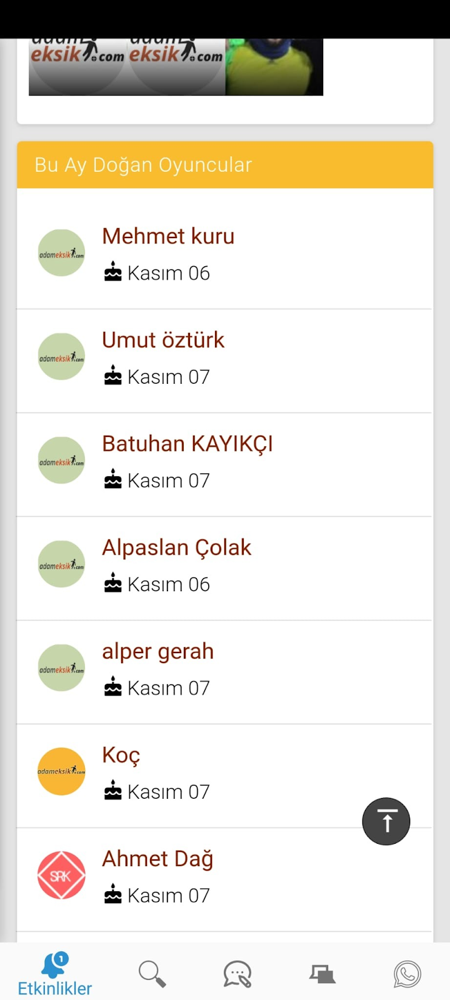 eksik.com eksik.com
Bu Ay Doğan Oyuncular
adameksik.com
Mehmet kuru
Kasım 06
adameksik.com
Umut öztürk
Kasım 07
adameksik.com
Batuhan KAYIKÇI
Kasım 07
adameksik.com
Alpaslan Çolak
Kasım 06
adameksik.com
alper gerah
Kasım 07
adameksik.com
Koç
Kasım 07
SRK
Ahmet Dağ
Kasım 07
1
Etkinlikler